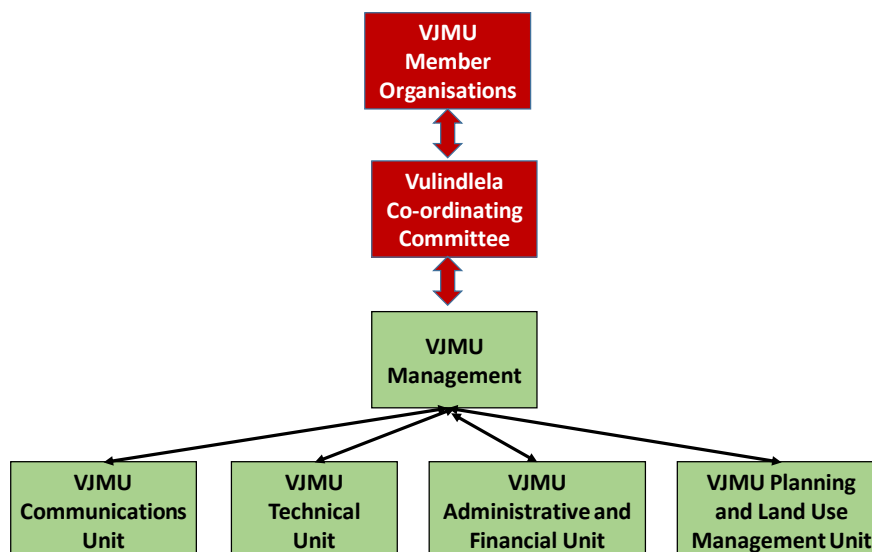 VJMU
Member
Organisations
Vulindlela
Co-ordinating
Committee
VJMU
Management
VJMU
Communications
Unit
VJMU
Technical
Unit
VJMU
Administrative and
Financial Unit
VJMU Planning
and Land Use
Management Unit